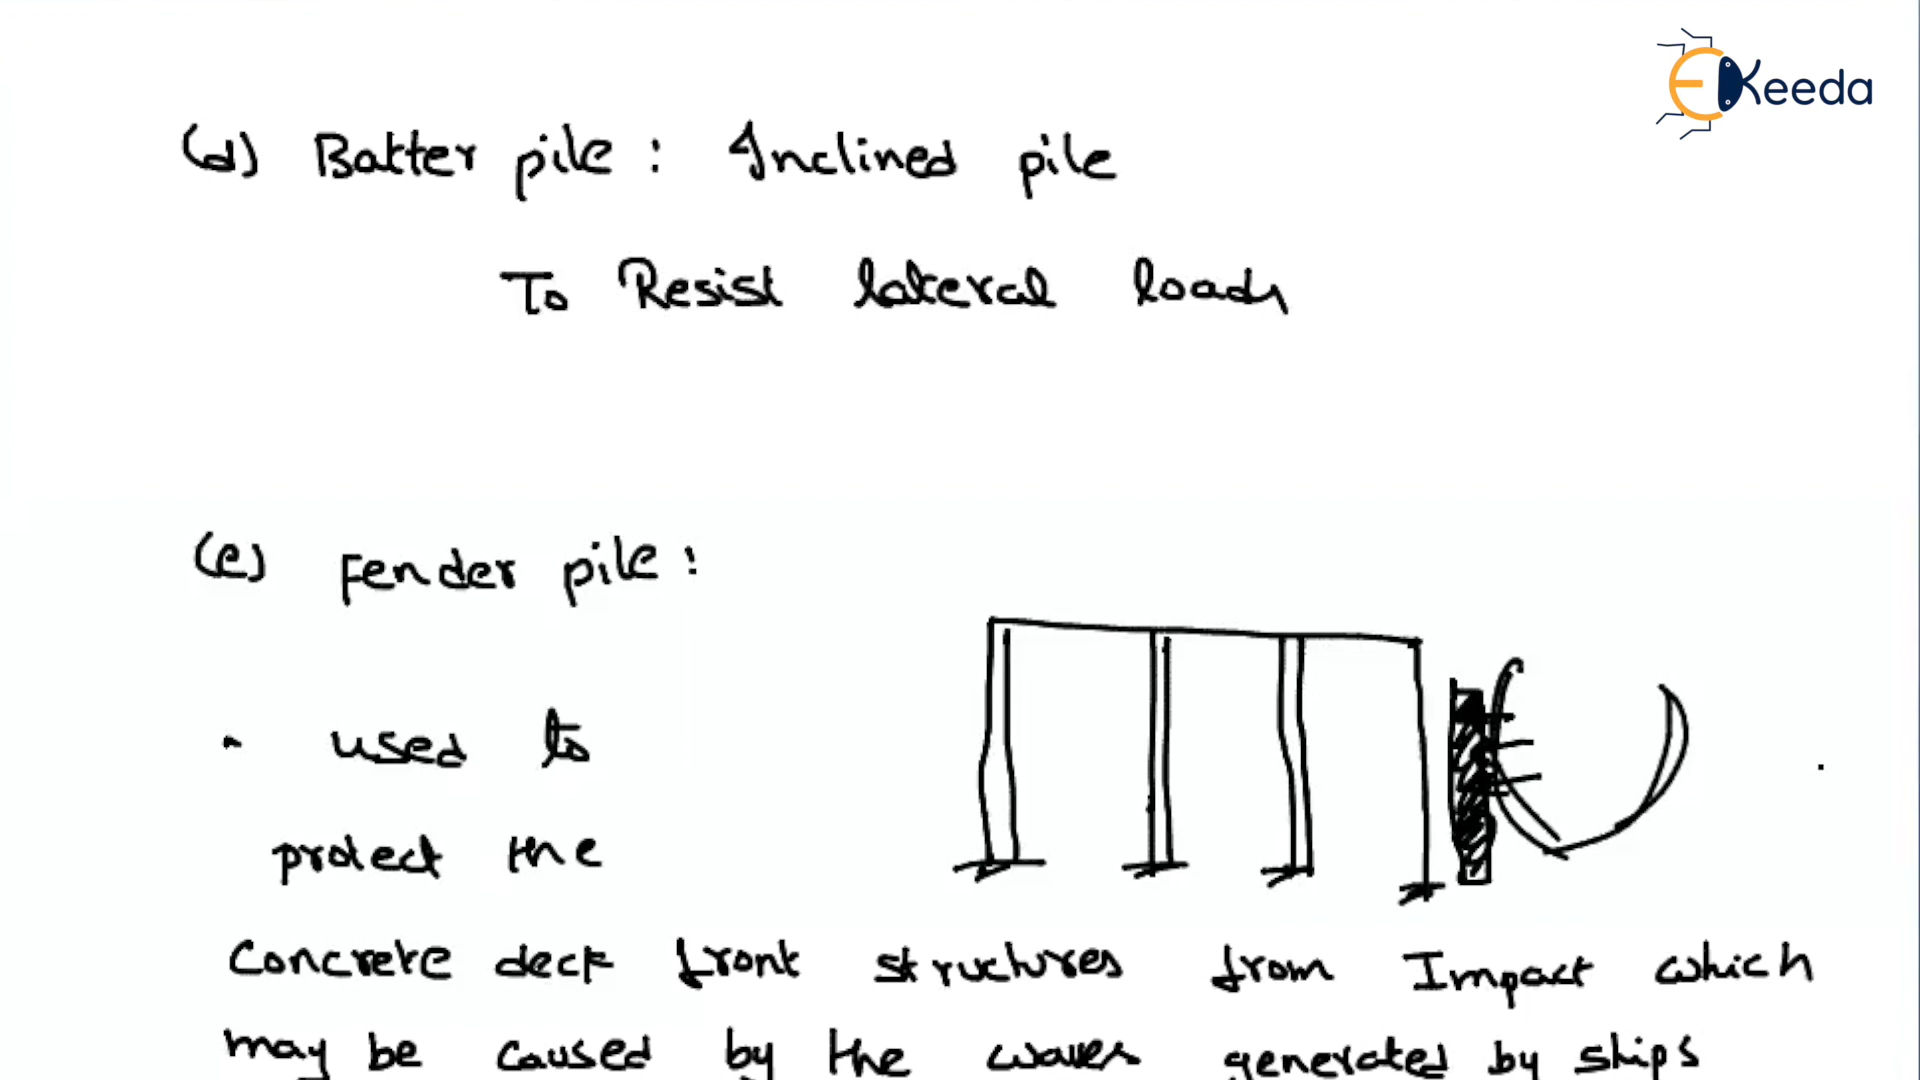 EKeeda
(d) Batter pile : Inclined pile
To Resist lateral loads
(e) Fender pile :
• used to
protect the
Concrete deck front structures from Impact which
may be caused by the waves generated by ships